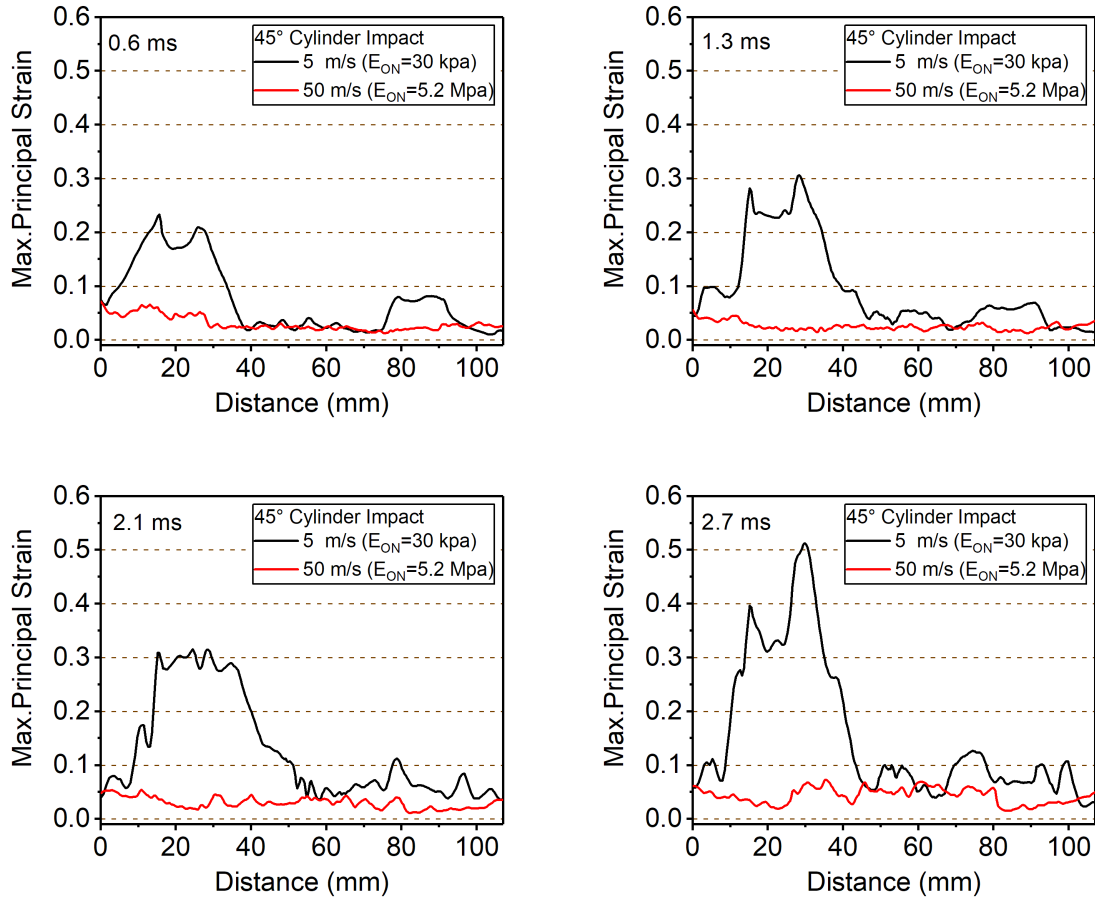 0.6 ms
45° Cylinder Impact
5 m/s (E_ON=30 kpa)
50 m/s (E_ON=5.2 Mpa)
Max.Principal Strain
0.6
0.5
0.4
0.3
0.2
0.1
0.0
0 20 40 60 80 100
Distance (mm)
1.3 ms
45° Cylinder Impact
5 m/s (E_ON=30 kpa)
50 m/s (E_ON=5.2 Mpa)
Max.Principal Strain
0.6
0.5
0.4
0.3
0.2
0.1
0.0
0 20 40 60 80 100
Distance (mm)
2.1 ms
45° Cylinder Impact
5 m/s (E_ON=30 kpa)
50 m/s (E_ON=5.2 Mpa)
Max.Principal Strain
0.6
0.5
0.4
0.3
0.2
0.1
0.0
0 20 40 60 80 100
Distance (mm)
2.7 ms
45° Cylinder Impact
5 m/s (E_ON=30 kpa)
50 m/s (E_ON=5.2 Mpa)
Max.Principal Strain
0.6
0.5
0.4
0.3
0.2
0.1
0.0
0 20 40 60 80 100
Distance (mm)